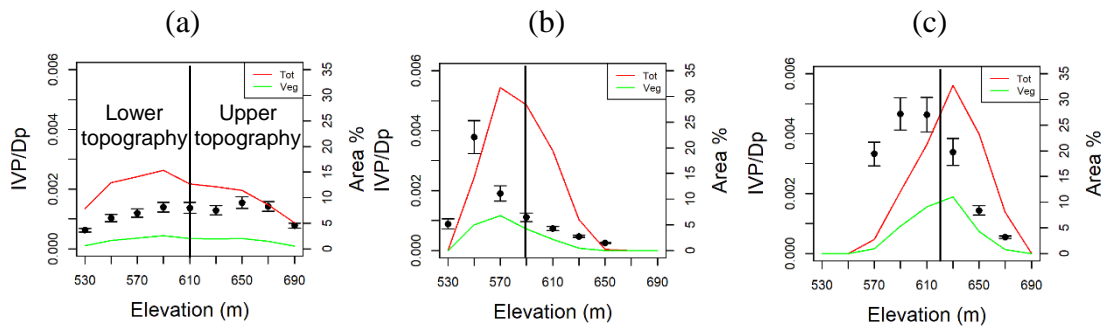 (a)
(b)
(c)
IVP/Dp
0.006
0.004
0.002
0.000
Lower
topography
Upper
topography
Tot
Veg
35
30
25
20
15
10
5
0
Area %
530 570 610 650 690
Elevation (m)
IVP/Dp
0.006
0.004
0.002
0.000
Tot
Veg
35
30
25
20
15
10
5
0
Area %
530 570 610 650 690
Elevation (m)
IVP/Dp
0.006
0.004
0.002
0.000
Tot
Veg
35
30
25
20
15
10
5
0
Area %
530 570 610 650 690
Elevation (m)